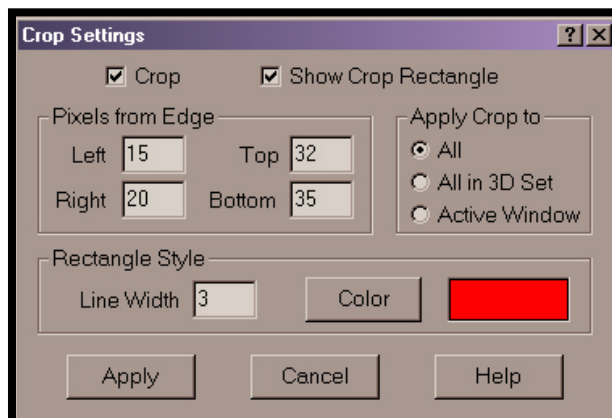 Crop Settings ? X
Crop Show Crop Rectangle
Pixels from Edge
Left 15 Top 32
Right 20 Bottom 35
Apply Crop to
All
All in 3D Set
Active Window
Rectangle Style
Line Width 3 Color
Apply Cancel Help